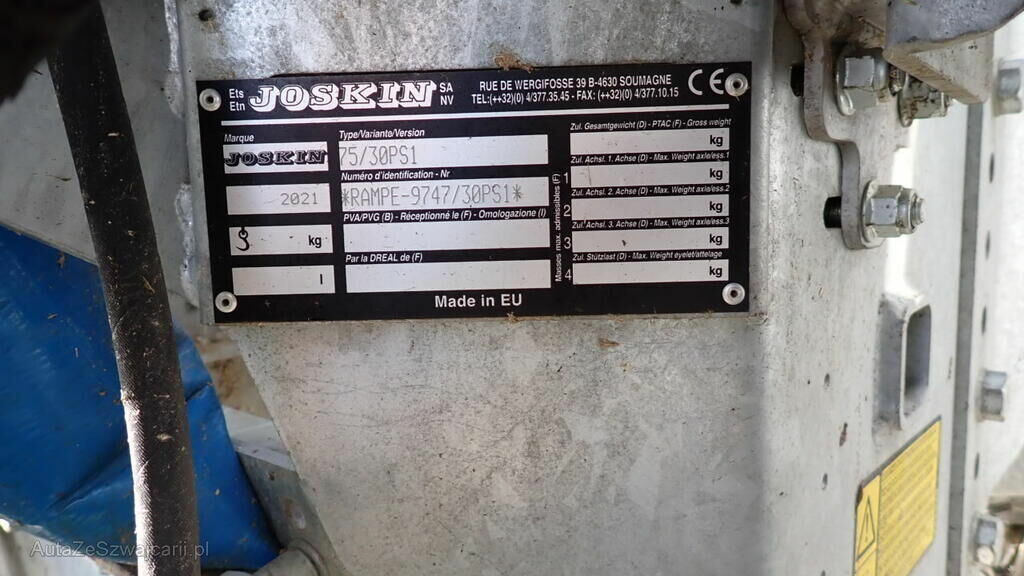 Ets
Etn
JOSKIN
SA
NV
RUE DE WERGIFOSSE 39 B-4630 SOUMAGNE
TEL:(++32)(0) 4/377.35.45 - FAX: (++32)(0) 4/377.10.15
CE
Marque
JOSKIN
2021
kg
l
Type/Variante/Version
75/30PS1
Numéro d'identification - Nr
*RAMPE-9747/30PS1*
PVA/PVG (B) - Réceptionné le (F) - Omologazione (I)
Par la DREAL de (F)
Masses max. admissibles (F)
Zul. Gesamtgewicht (D) - PTAC (F) - Gross weight
kg
Zul. Achsl. 1. Achse (D) - Max. Weight axle/ess.1
1 kg
Zul. Achsl. 2. Achse (D) - Max. Weight axle/ess.2
2 kg
Zul. Achsl. 3. Achse (D) - Max. Weight axle/ess.3
3 kg
Zul. Stützlast (D) - Max. Weight eyelet/attelage
4 kg
Made in EU
AutaZeSzwajcarii.pl